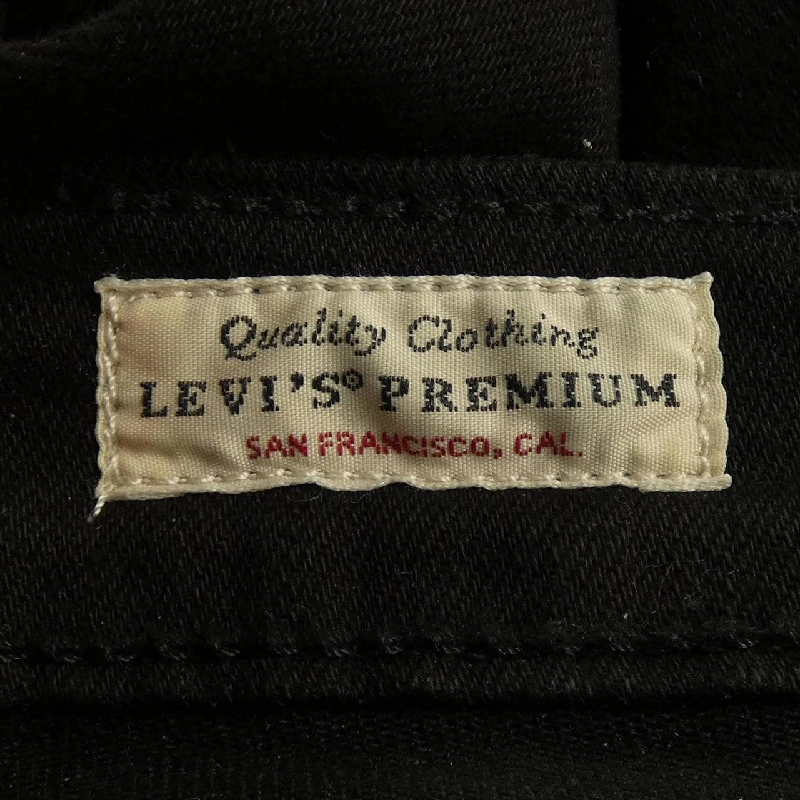 Quality Clothing
LEVI'S® PREMIUM
SAN FRANCISCO, CAL.